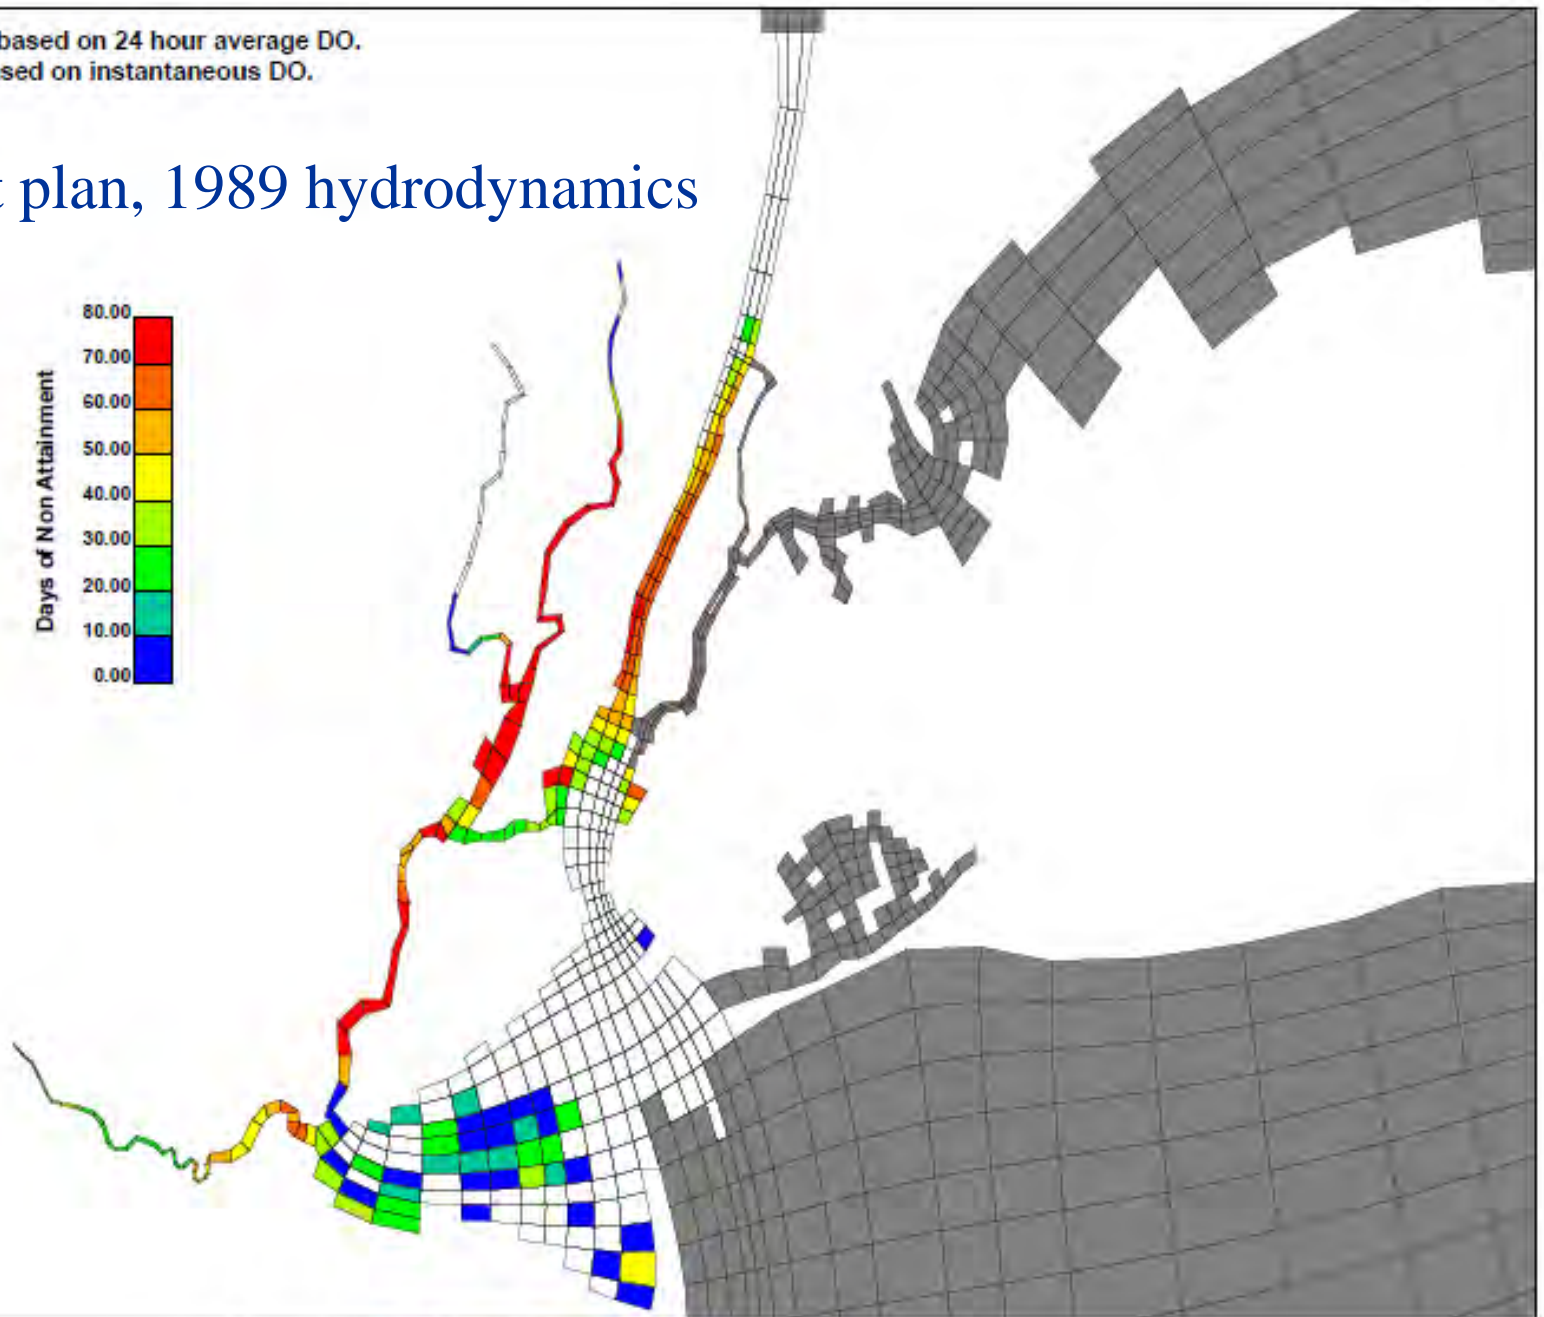 based on 24 hour average DO.
sed on instantaneous DO.
t plan, 1989 hydrodynamics
80.00
70.00
60.00
50.00
40.00
30.00
20.00
10.00
0.00
Days of Non Attainment